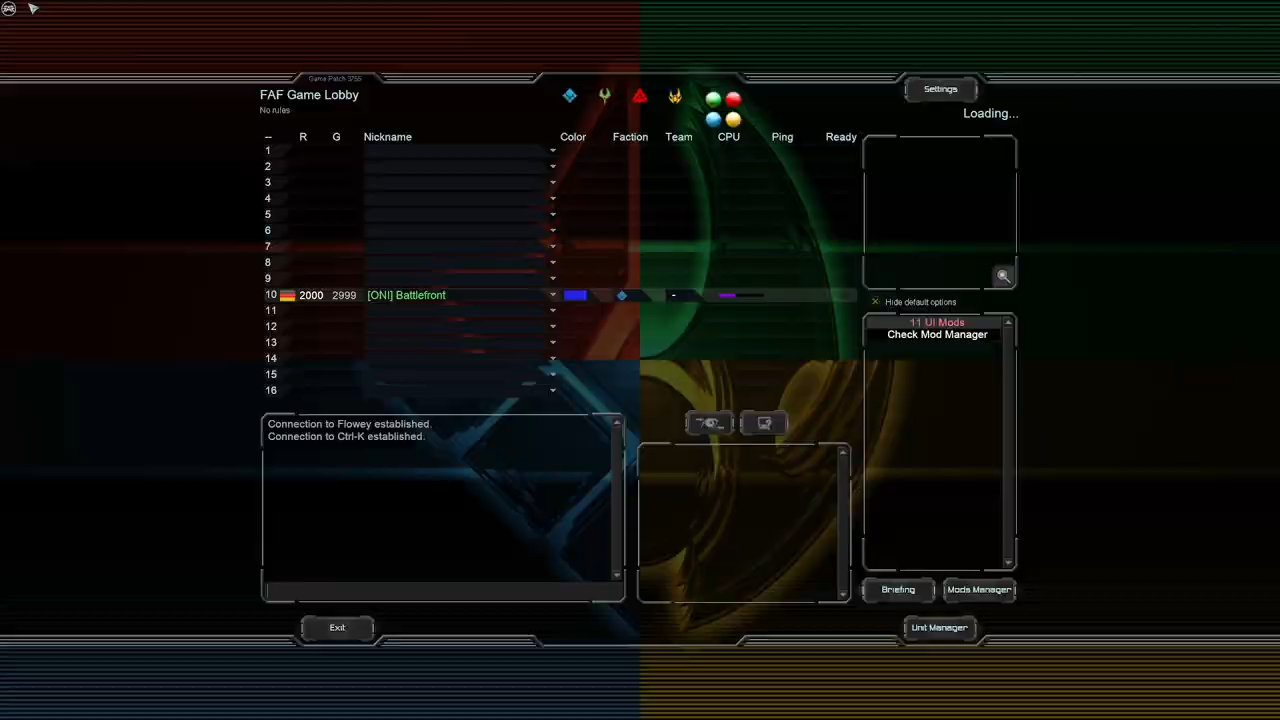 Game Patch 3755
FAF Game Lobby
No rules
Settings
Loading...
-- R G Nickname Color Faction Team CPU Ping Ready
1
2
3
4
5
6
7
8
9
10 2000 2999 [ONI] Battlefront -
11
12
13
14
15
16
Hide default options
11 UI Mods
Check Mod Manager
Connection to Flowey established.
Connection to Ctrl-K established.
Briefing
Mods Manager
Exit
Unit Manager